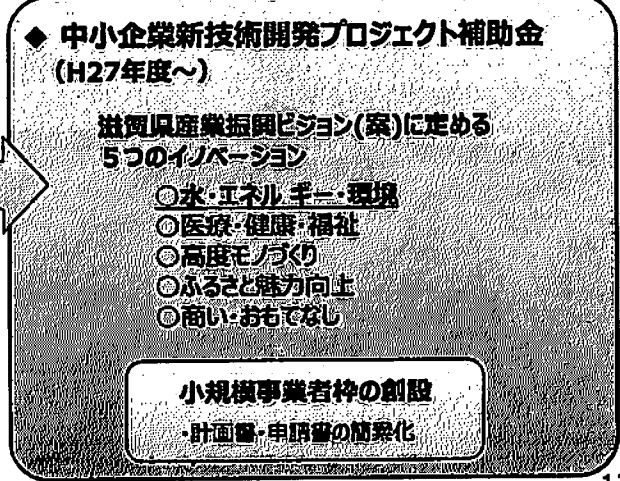 ◆ 中小企業新技術開発プロジェクト補助金
(H27年度～)
滋賀県産業振興ビジョン(案)に定める
５つのイノベーション
○水・エネルギー・環境
○医療・健康・福祉
○高度モノづくり
○ふるさと魅力向上
○商い・おもてなし
小規模事業者枠の創設
・計画書・申請書の簡素化